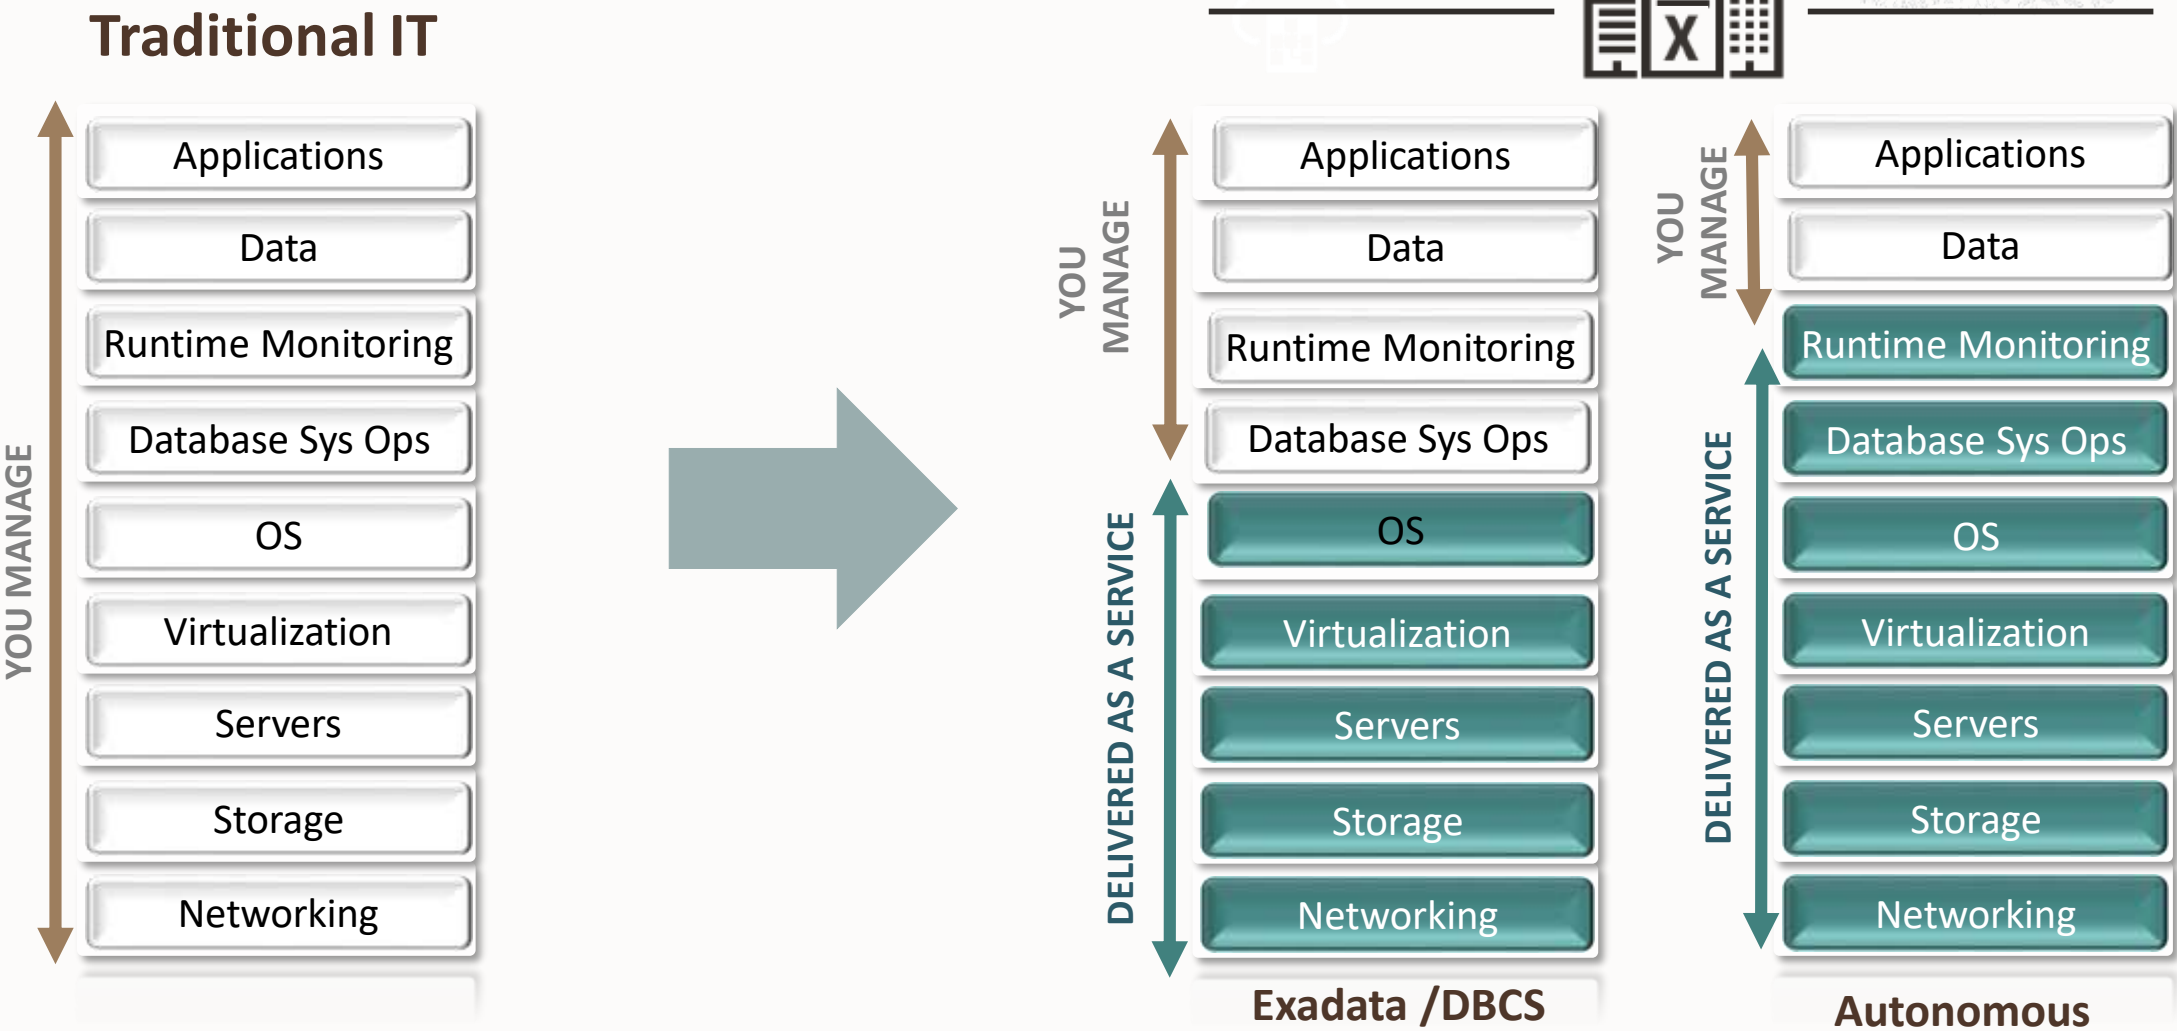 Traditional IT
X
YOU MANAGE
Applications
Data
Runtime Monitoring
Database Sys Ops
OS
Virtualization
Servers
Storage
Networking
YOU
MANAGE
DELIVERED AS A SERVICE
Applications
Data
Runtime Monitoring
Database Sys Ops
OS
Virtualization
Servers
Storage
Networking
Exadata /DBCS
YOU
MANAGE
DELIVERED AS A SERVICE
Applications
Data
Runtime Monitoring
Database Sys Ops
OS
Virtualization
Servers
Storage
Networking
Autonomous